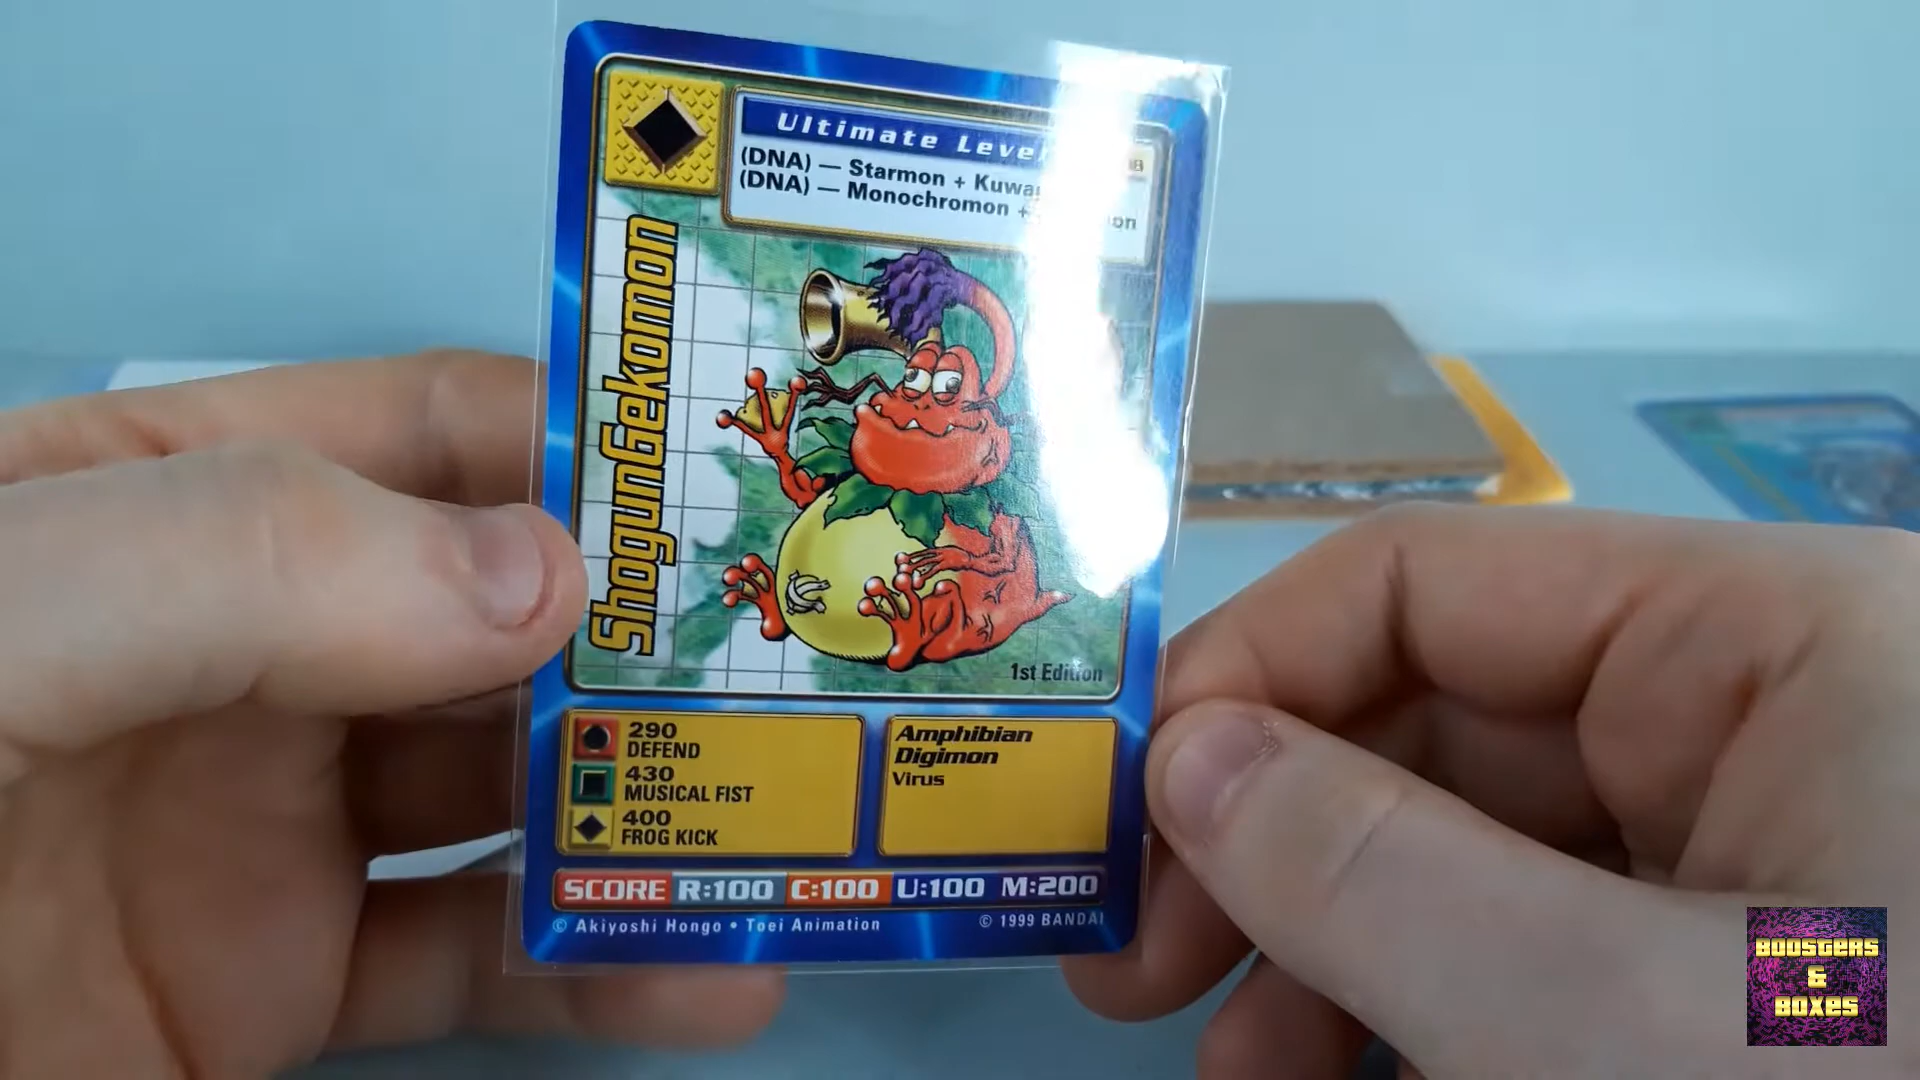 Ultimate Level
(DNA) — Starmon +
(DNA) — Monochromon +
ShogunGekomon
1st Edition
290
DEFEND
430
MUSICAL FIST
400
FROG KICK
Amphibian
Digimon
Virus
SCORE R:100 C:100 U:100 M:200
© Akiyoshi Hongo • Toei Animation © 1999 BANDAI
BOOSTERS
&
BOXES